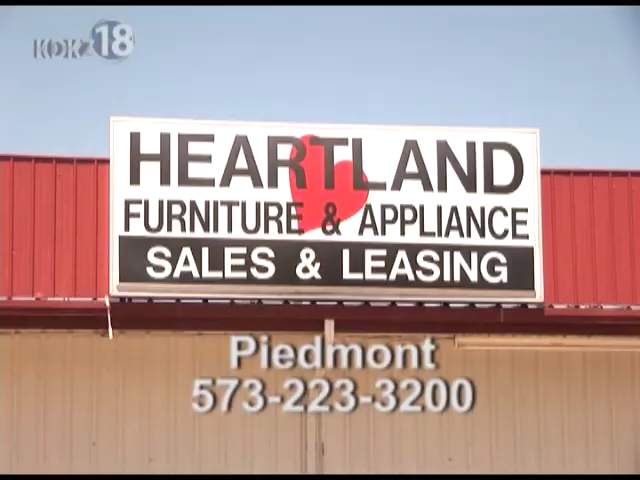 KDKZ 18
HEARTLAND
FURNITURE & APPLIANCE
SALES & LEASING
Piedmont
573-223-3200